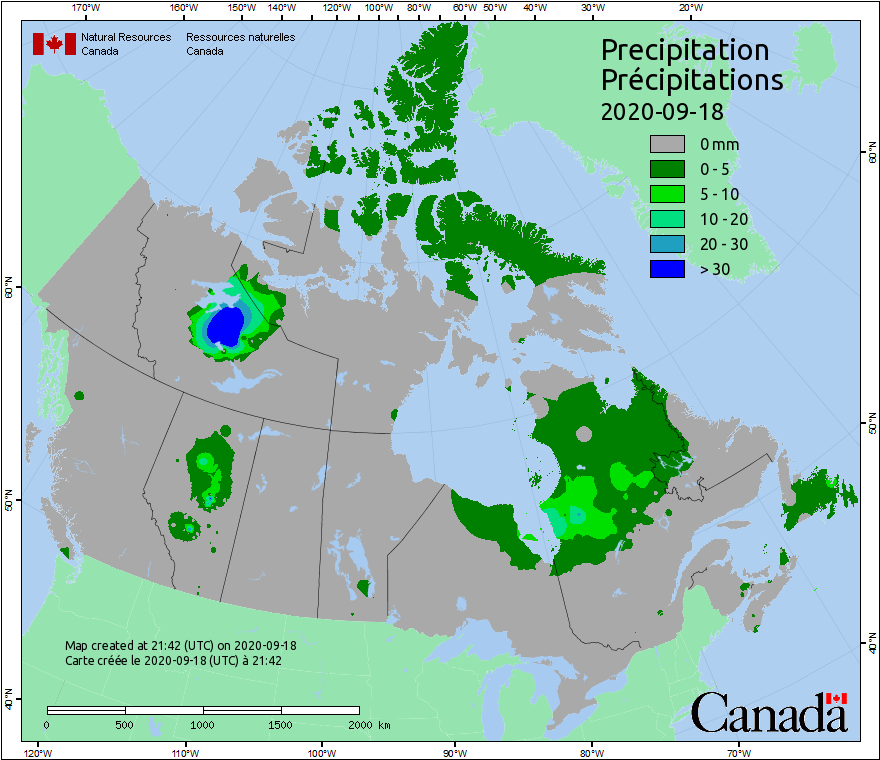 170°W 160°W 150°W 140°W 120°W 100°W 80°W 60°W 50°W 40°W 30°W 20°W
Natural Resources Ressources naturelles
Canada Canada
Precipitation
Précipitations
2020-09-18
0 mm
0 - 5
5 - 10
10 - 20
20 - 30
> 30
60°N
60°N
50°N
50°N
40°N
40°N
Map created at 21:42 (UTC) on 2020-09-18
Carte créée le 2020-09-18 (UTC) à 21:42
0 500 1000 1500 2000 km
Canada
120°W 110°W 100°W 90°W 80°W 70°W